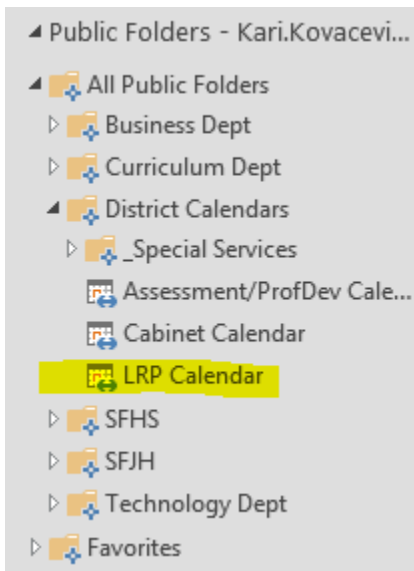 Public Folders - Kari.Kovacevi...
All Public Folders
Business Dept
Curriculum Dept
District Calendars
_Special Services
Assessment/ProfDev Cale...
Cabinet Calendar
LRP Calendar
SFHS
SFJH
Technology Dept
Favorites